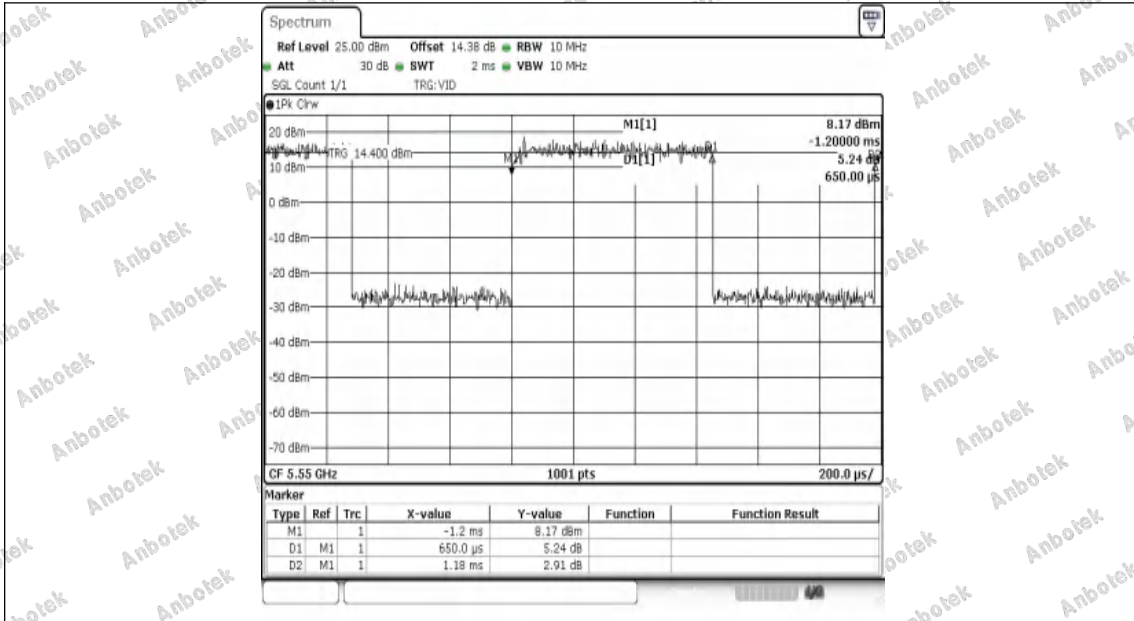 Spectrum
Ref Level 25.00 dBm Offset 14.38 dB RBW 10 MHz
Att 30 dB SWT 2 ms VBW 10 MHz
SGL Count 1/1 TRG:VID
1Pk Clrw
M1[1] 8.17 dBm
-1.20000 ms
D1[1] 5.24 dB
650.00 µs
20 dBm
TRG 14.400 dBm
10 dBm
0 dBm
-10 dBm
-20 dBm
-30 dBm
-40 dBm
-50 dBm
-60 dBm
-70 dBm
CF 5.55 GHz 1001 pts 200.0 µs/
Marker
Type Ref Trc X-value Y-value Function Function Result
M1 1 -1.2 ms 8.17 dBm
D1 M1 1 650.0 µs 5.24 dB
D2 M1 1 1.18 ms 2.91 dB
Anbotek